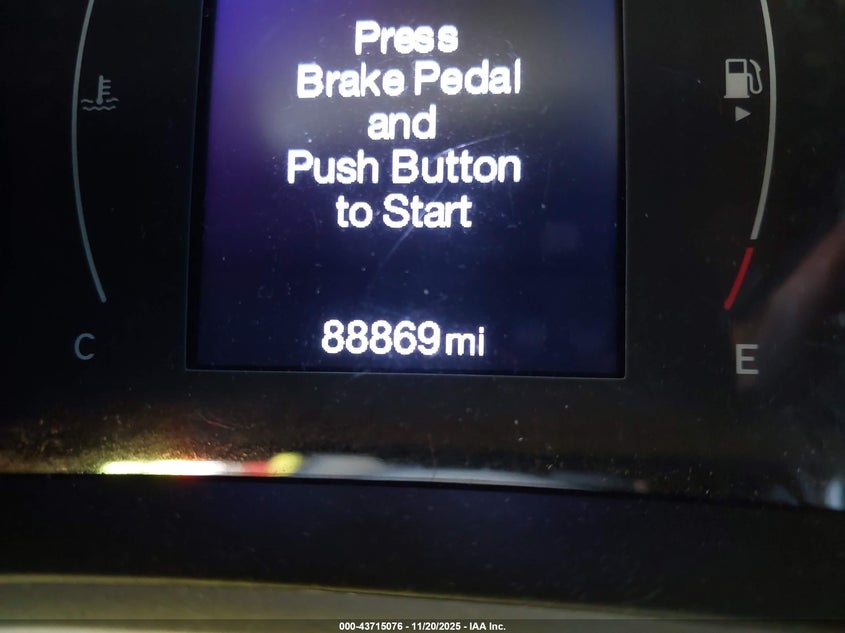 Press
Brake Pedal
and
Push Button
to Start
88869 mi
C
E
000-43715076 - 11/20/2025 - IAA Inc.